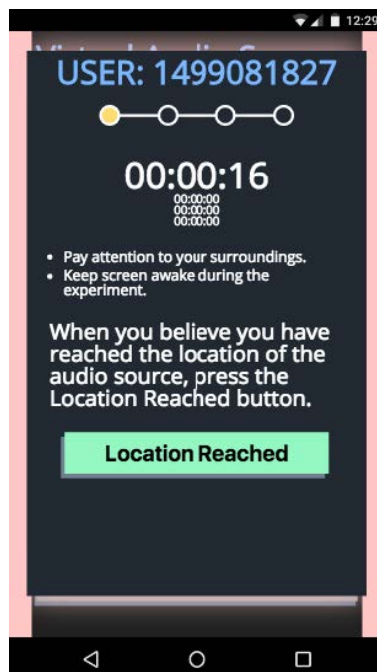 12:29
USER: 1499081827
00:00:16
00:00:00
00:00:00
00:00:00
• Pay attention to your surroundings.
• Keep screen awake during the
experiment.
When you believe you have
reached the location of the
audio source, press the
Location Reached button.
Location Reached